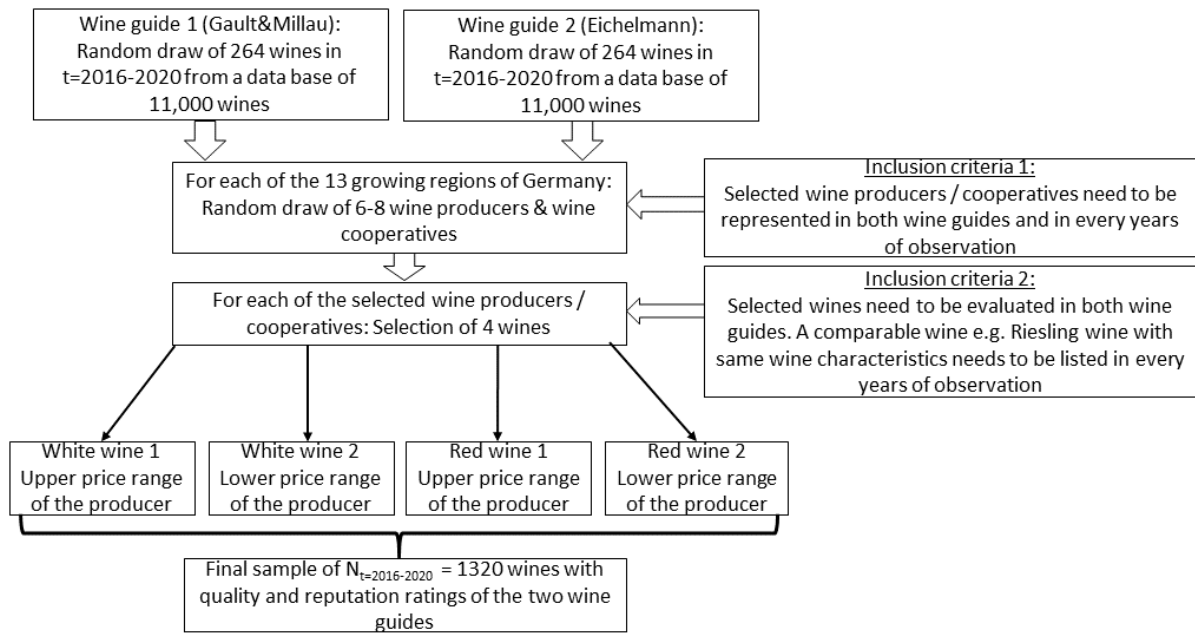 Wine guide 1 (Gault&Millau):
Random draw of 264 wines in
t=2016-2020 from a data base of
11,000 wines
Wine guide 2 (Eichelmann):
Random draw of 264 wines in
t=2016-2020 from a data base of
11,000 wines
For each of the 13 growing regions of Germany:
Random draw of 6-8 wine producers & wine
cooperatives
Inclusion criteria 1:
Selected wine producers / cooperatives need to be
represented in both wine guides and in every years
of observation
For each of the selected wine producers /
cooperatives: Selection of 4 wines
Inclusion criteria 2:
Selected wines need to be evaluated in both wine
guides. A comparable wine e.g. Riesling wine with
same wine characteristics needs to be listed in every
years of observation
White wine 1
Upper price range
of the producer
White wine 2
Lower price range
of the producer
Red wine 1
Upper price range
of the producer
Red wine 2
Lower price range
of the producer
Final sample of Nt=2016-2020 = 1320 wines with
quality and reputation ratings of the two wine
guides